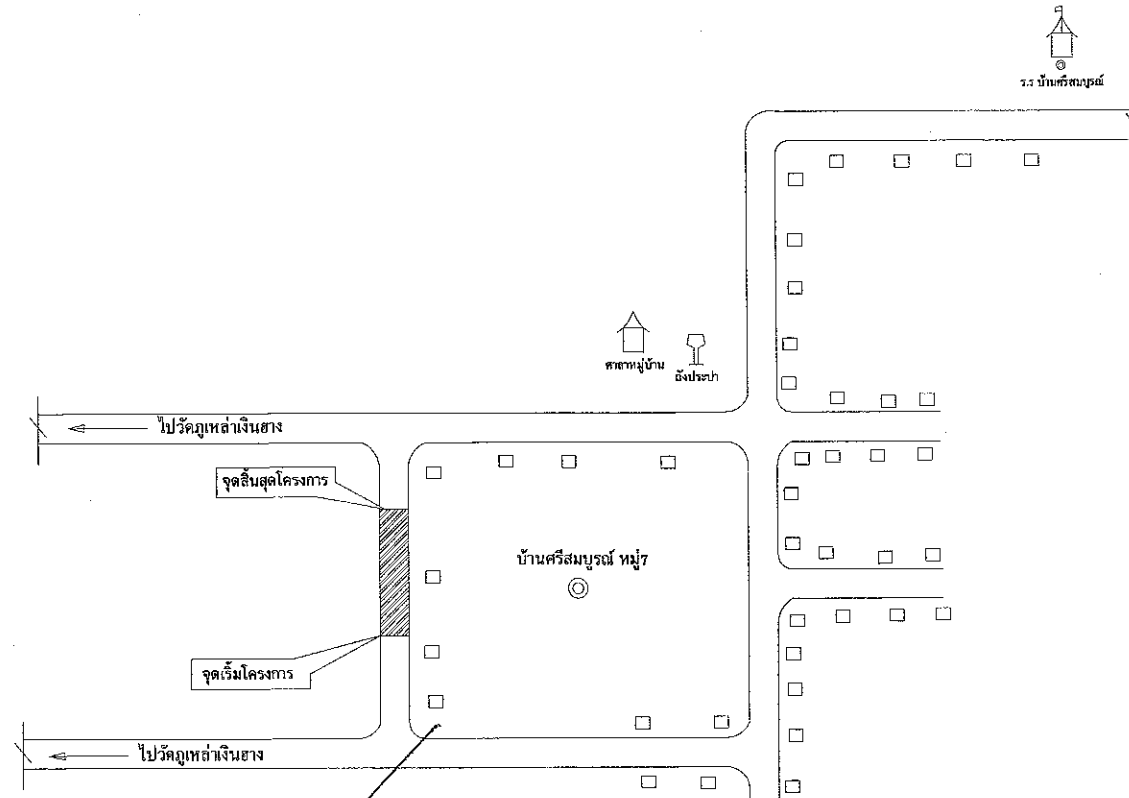 ร.ร บ้านศรีสมบูรณ์
ศาลาหมู่บ้าน
ถังประปา
ไปวัดภูเหล่าเงินฮาง
จุดสิ้นสุดโครงการ
บ้านศรีสมบูรณ์ หมู่7
จุดเริ่มโครงการ
ไปวัดภูเหล่าเงินฮาง